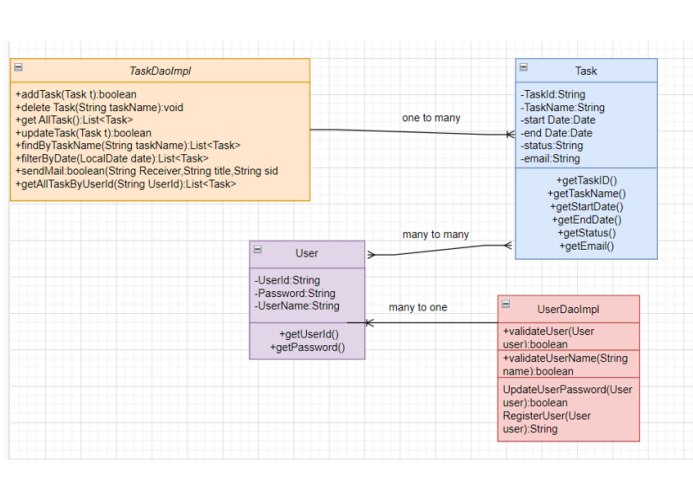 TaskDaoImpl
+addTask(Task t):boolean
+delete Task(String taskName):void
+get AllTask():List<Task>
+updateTask(Task t):boolean
+findByTaskName(String taskName):List<Task>
+filterByDate(LocalDate date):List<Task>
+sendMail:boolean(String Receiver,String title,String sid
+getAllTaskByUserId(String UserId):List<Task>
one to many
Task
-TaskId:String
-TaskName:String
-start Date:Date
-end Date:Date
-status:String
-email:String
+getTaskID()
+getTaskName()
+getStartDate()
+getEndDate()
+getStatus()
+getEmail()
many to many
User
-UserId:String
-Password:String
-UserName:String
+getUserId()
+getPassword()
many to one
UserDaoImpl
+validateUser(User
user):boolean
+validateUserName(String
name):boolean
UpdateUserPassword(User
user):boolean
RegisterUser(User
user):String